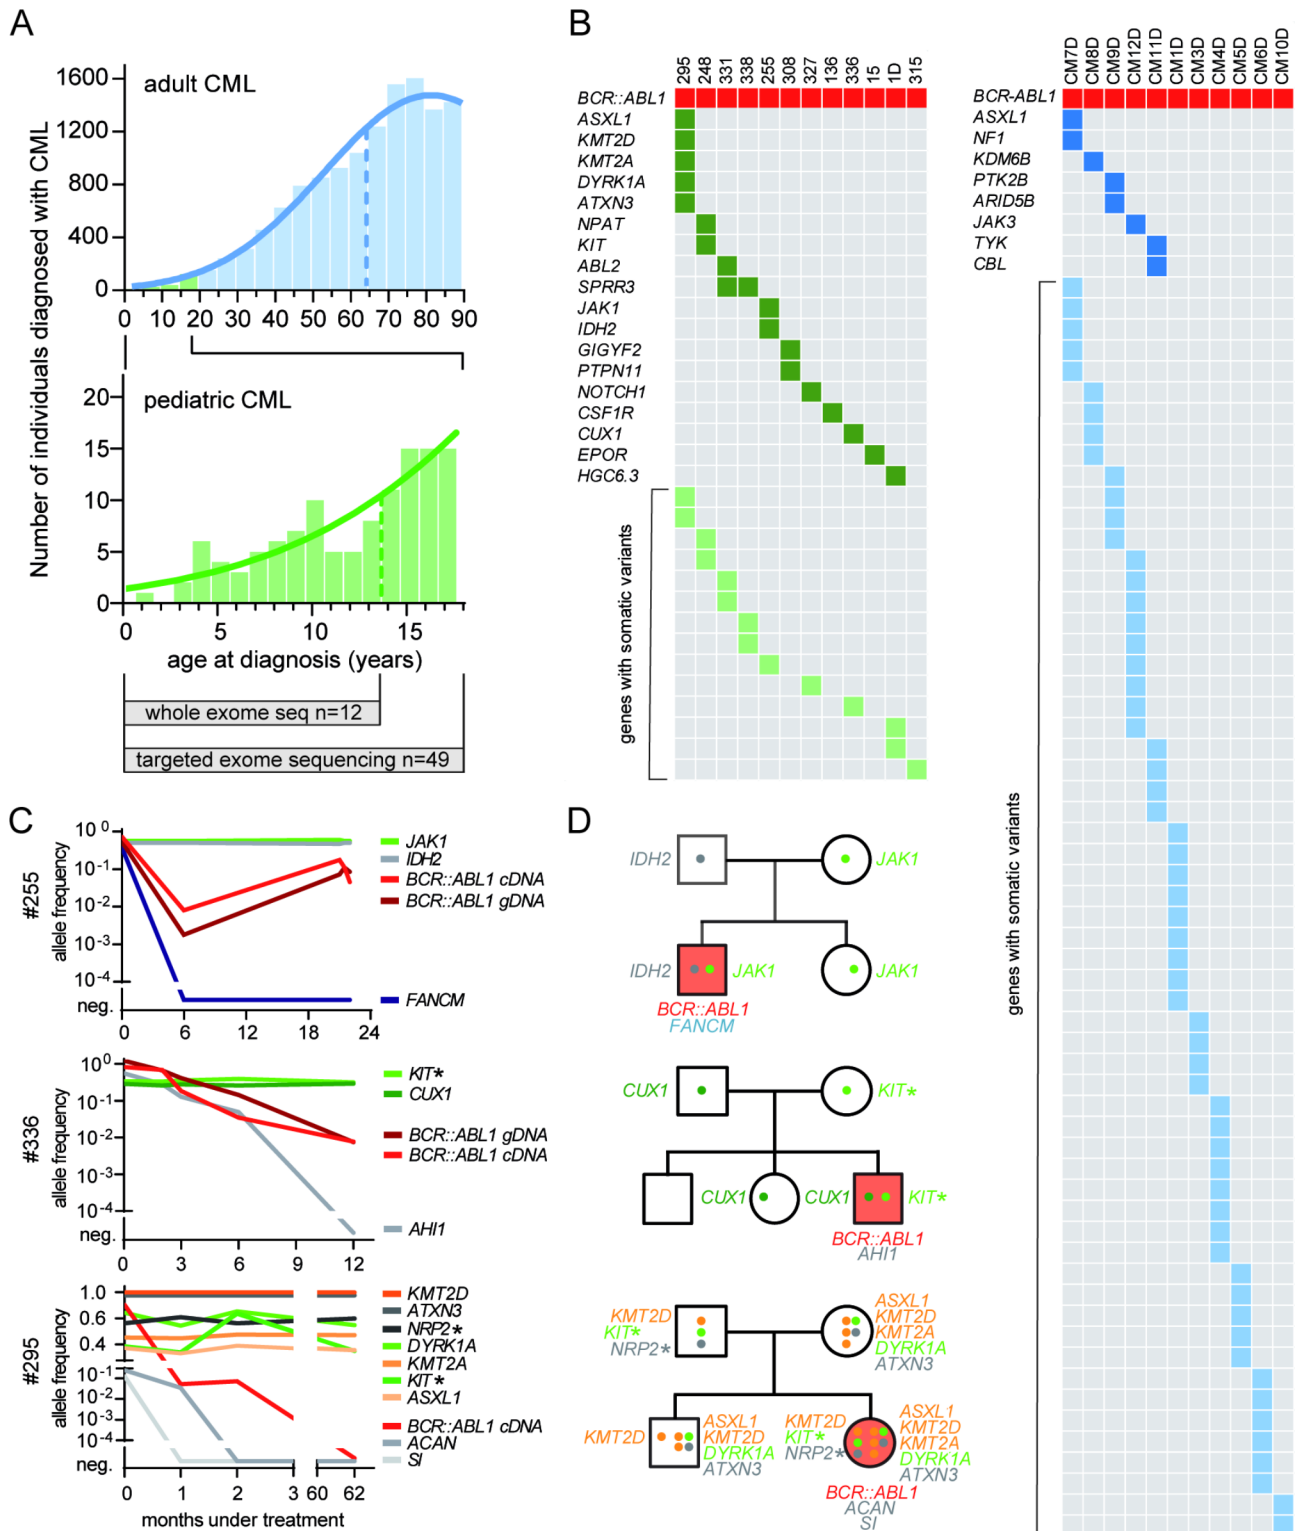 A
Number of individuals diagnosed with CML
adult CML
1600
1200
800
400
0
0 10 20 30 40 50 60 70 80 90
pediatric CML
20
15
10
5
0
0 5 10 15
age at diagnosis (years)
whole exome seq n=12
targeted exome sequencing n=49
B
295 248 331 338 255 308 327 136 336 15 1D 315
BCR::ABL1
ASXL1
KMT2D
KMT2A
DYRK1A
ATXN3
NPAT
KIT
ABL2
SPRR3
JAK1
IDH2
GIGYF2
PTPN11
NOTCH1
CSF1R
CUX1
EPOR
HGC6.3
genes with somatic variants
CM7D CM8D CM9D CM12D CM11D CM1D CM3D CM4D CM5D CM6D CM10D
BCR-ABL1
ASXL1
NF1
KDM6B
PTK2B
ARID5B
JAK3
TYK
CBL
genes with somatic variants
C
#255
allele frequency
10 0
10-1
10-2
10-3
10-4
neg.
0 6 12 18 24
JAK1
IDH2
BCR::ABL1 cDNA
BCR::ABL1 gDNA
FANCM
#336
allele frequency
100
10-1
10-2
10-3
10-4
neg.
0 3 6 9 12
KIT*
CUX1
BCR::ABL1 gDNA
BCR::ABL1 cDNA
AHI1
#295
allele frequency
1.0
0.6
0.4
10-1
10-2
10-3
10-4
neg.
0 1 2 3 60 62
months under treatment
KMT2D
ATXN3
NRP2*
DYRK1A
KMT2A
KIT*
ASXL1
BCR::ABL1 cDNA
ACAN
SI
D
IDH2 JAK1
IDH2 JAK1 JAK1
BCR::ABL1
FANCM
CUX1 KIT*
CUX1 CUX1 KIT*
BCR::ABL1
AHI1
KMT2D
KIT*
NRP2*
ASXL1
KMT2D
KMT2A
DYRK1A
ATXN3
KMT2D
ASXL1
KMT2D
DYRK1A
ATXN3
KMT2D
KIT*
NRP2*
ASXL1
KMT2D
KMT2A
DYRK1A
ATXN3
BCR::ABL1
ACAN
SI